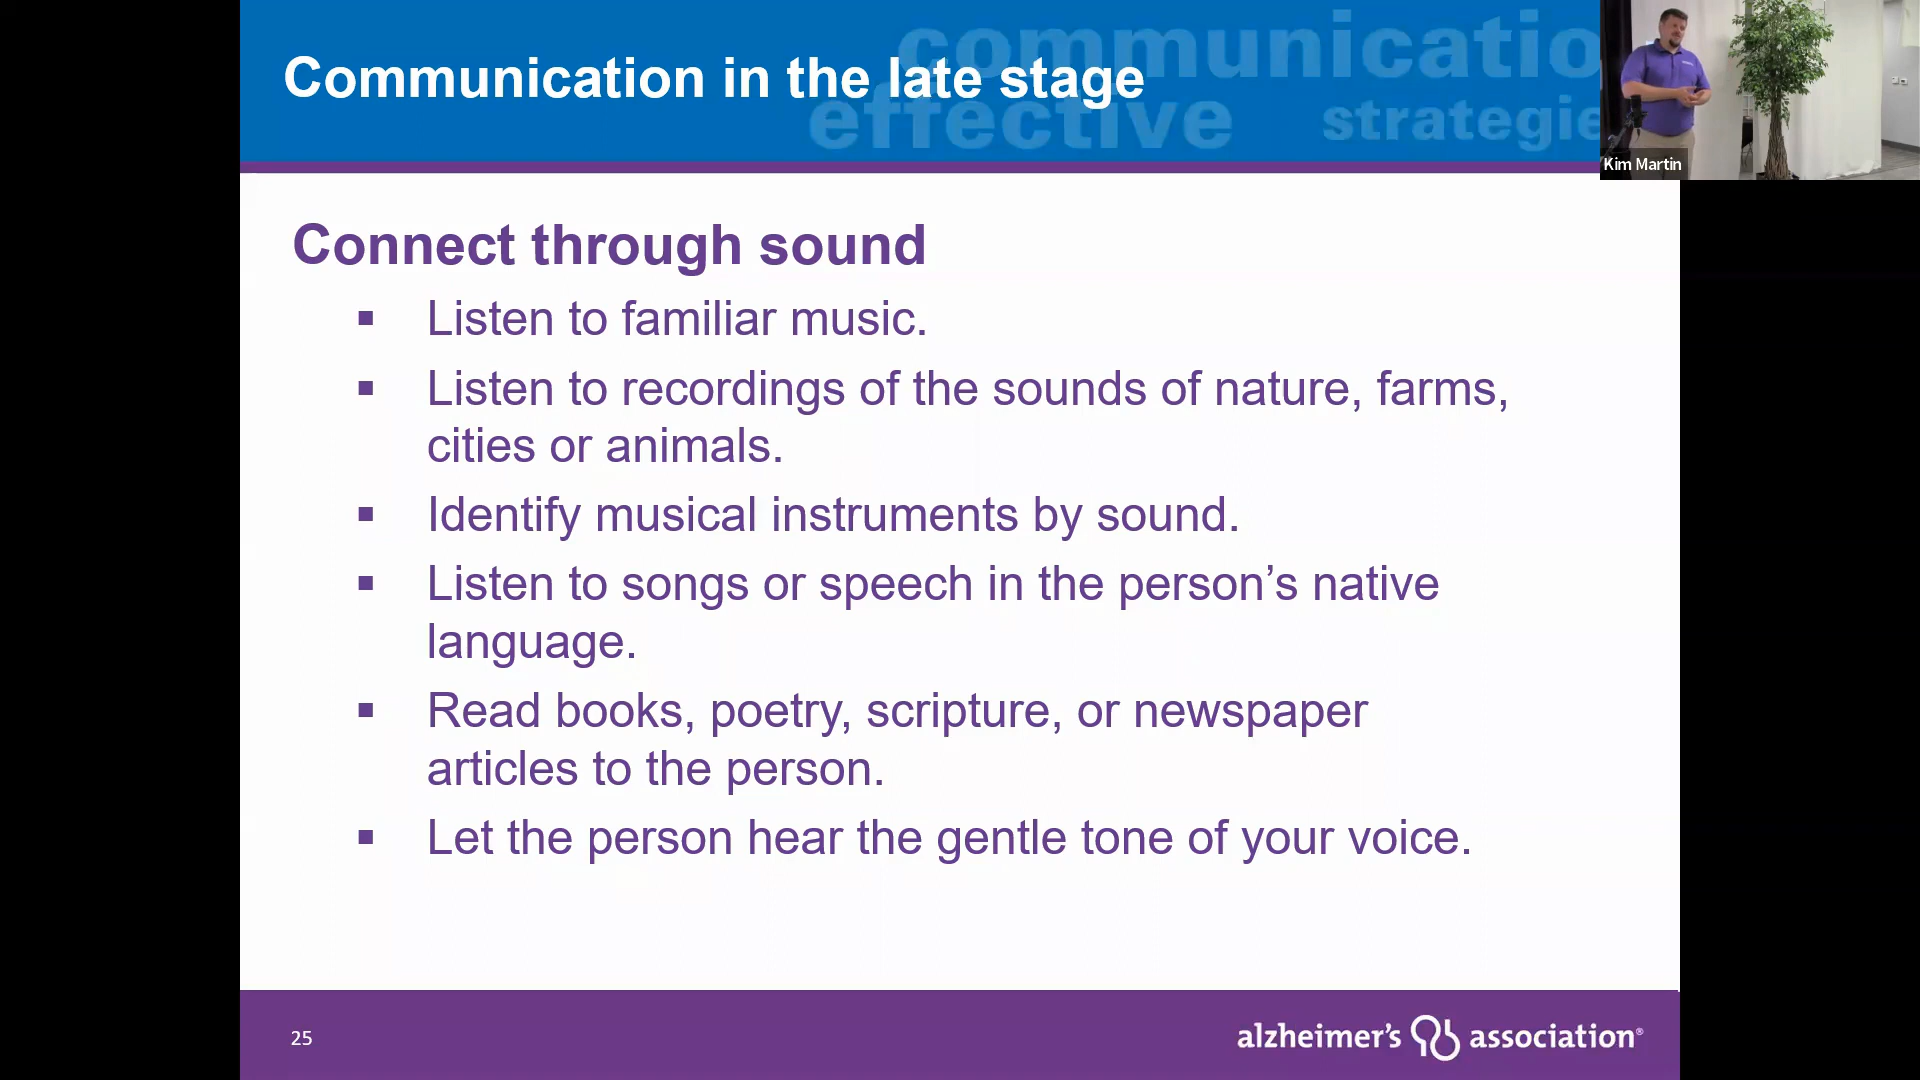 communicatio
Communication in the late stage
effective strategie
Kim Martin
Connect through sound
▪ Listen to familiar music.
▪ Listen to recordings of the sounds of nature, farms,
cities or animals.
▪ Identify musical instruments by sound.
▪ Listen to songs or speech in the person’s native
language.
▪ Read books, poetry, scripture, or newspaper
articles to the person.
▪ Let the person hear the gentle tone of your voice.
25
alzheimer's association®